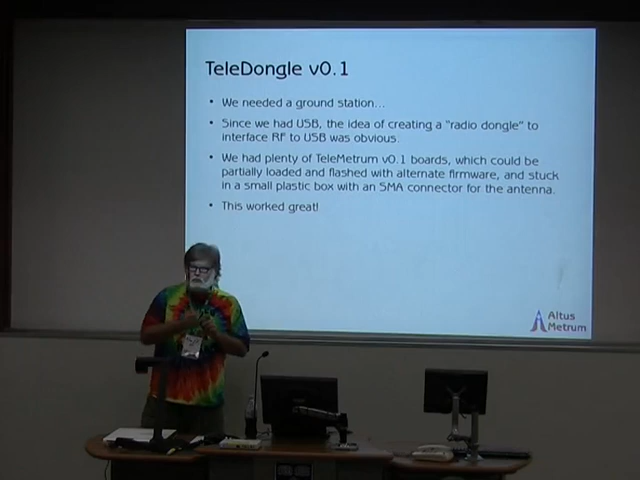 TeleDongle v0.1
• We needed a ground station...
• Since we had USB, the idea of creating a "radio dongle" to
interface RF to USB was obvious.
• We had plenty of TeleMetrum v0.1 boards, which could be
partially loaded and flashed with alternate firmware, and stuck
in a small plastic box with an SMA connector for the antenna.
• This worked great!
Altus
Metrum